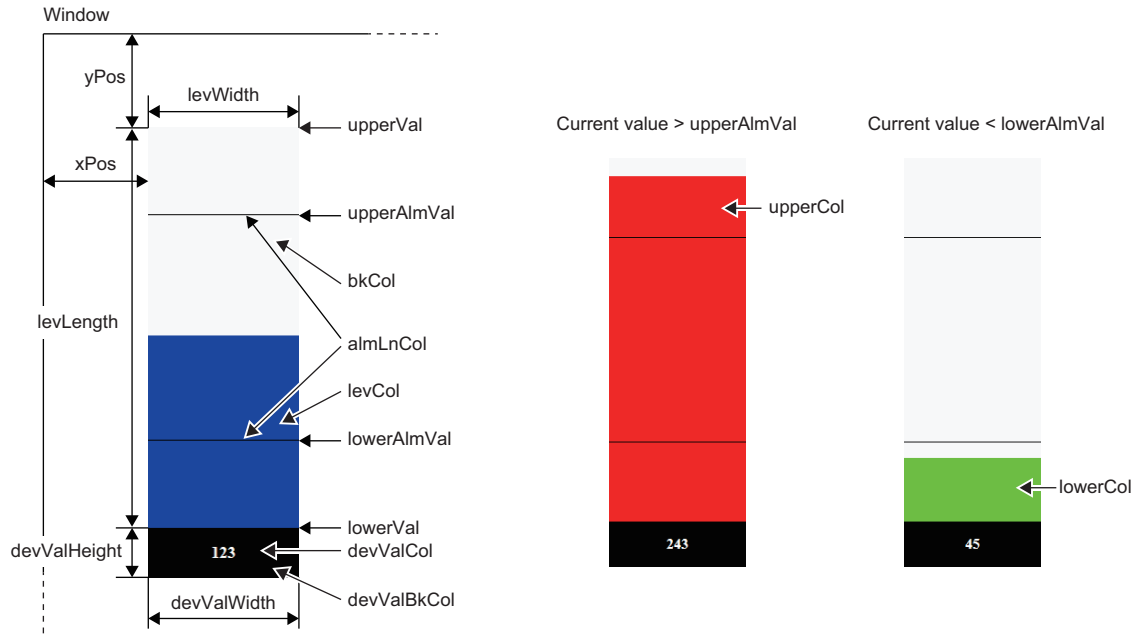 Window
yPos
levWidth
upperVal
xPos
upperAlmVal
bkCol
levLength
almLnCol
levCol
lowerAlmVal
lowerVal
devValHeight
123
devValCol
devValWidth
devValBkCol
Current value > upperAlmVal
upperCol
243
Current value < lowerAlmVal
lowerCol
45